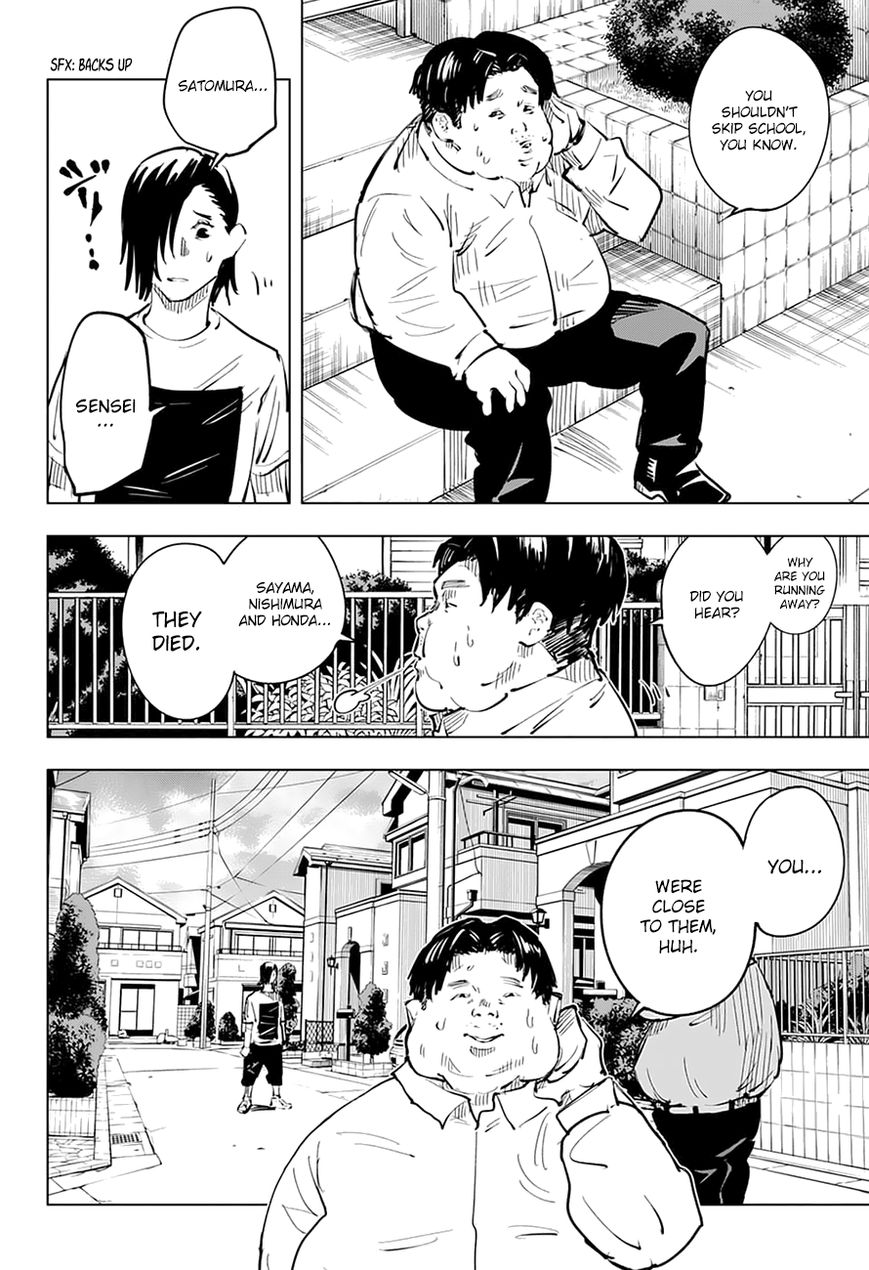 YOU
SHOULDN'T
SKIP SCHOOL,
YOU KNOW.
SFX: BACKS UP
SATOMURA...
SENSEI
...
WHY
ARE YOU
RUNNING
AWAY?
DID YOU
HEAR?
SAYAMA,
NISHIMURA
AND HONDA...
THEY
DIED.
YOU...
WERE
CLOSE
TO THEM,
HUH.